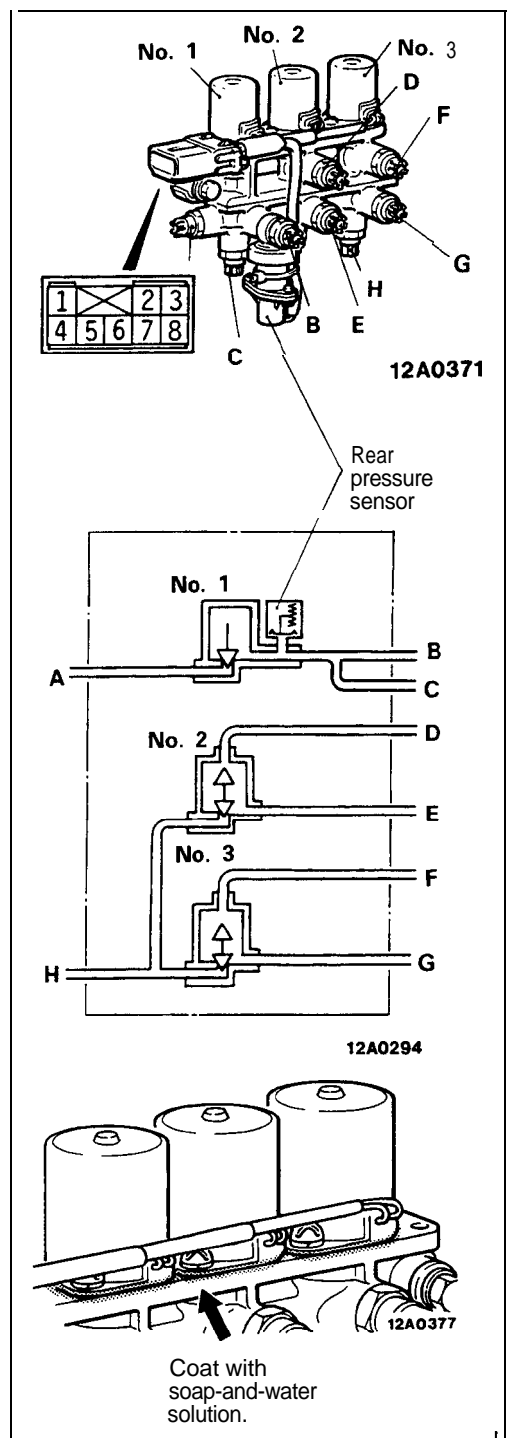 No. 1
No. 2
No. 3
D
F
1 2 3
4 5 6 7 8
C
B
E
H
G
12A0371
Rear
pressure
sensor
No. 1
A
B
C
No. 2
D
E
No. 3
F
H
G
12A0294
12A0377
Coat with
soap-and-water
solution.